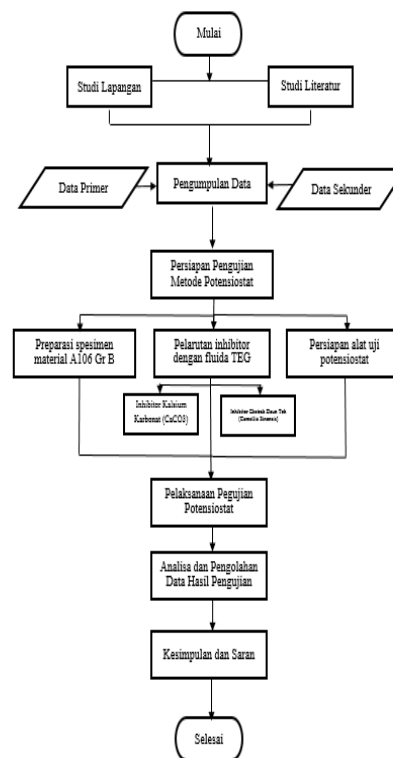 Mulai
Studi Lapangan
Studi Literatur
Pengumpulan Data
Data Primer
Data Sekunder
Persiapan Pengujian
Metode Potensiostat
Preparasi spesimen
material A106 Gr B
Pelarutan inhibitor
dengan fluida TEG
Persiapan alat uji
potensiostat
Inhibitor Kalsium
Karbonat (CaCO3)
Inhibitor Ekstrak Daun Teh
Pelaksanaan Pegujian
Potensiostat
Analisa dan Pengolahan
Data Hasil Pengujian
Kesimpulan dan Saran
Selesai